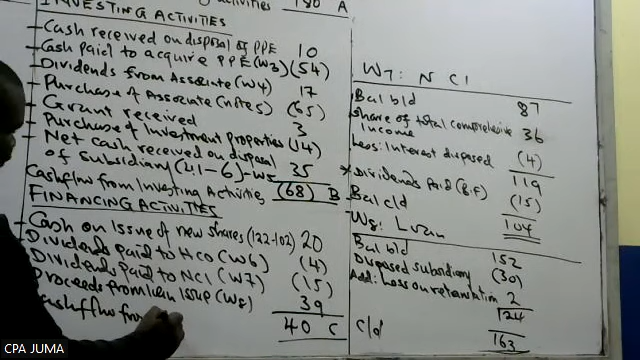 activities 180 A
INVESTING ACTIVITIES
- Cash received on disposal of PPE 10
- Cash paid to acquire PPE (W3) (54)
- Dividends from Associate (W4) 17
- Purchase of Associate (notes) (65)
- Grant received 3
- Purchase of Investment Properties (14)
- Net cash received on disposal
of subsidiary (41-6) - W5 35
Cashflow from Investing Activities (68) B
FINANCING ACTIVITIES
- Cash on Issue of new shares (122-102) 20
- Dividends paid to HCO (W6) (4)
- Dividends paid to NCI (W7) (15)
Proceeds from Loan Issue (W8) 39
Cashflow from 40 C
W7: NCI
Bal b/d 87
Share of total comprehensive
Income 36
Less: Interest disposed (4)
119
* Dividends Paid (B.F) (15)
Bal c/d 104
W8: Loan
Bal b/d 152
Disposed subsidiary (30)
Add: Loss on retranslation 2
124
c/d 163
CPA JUMA